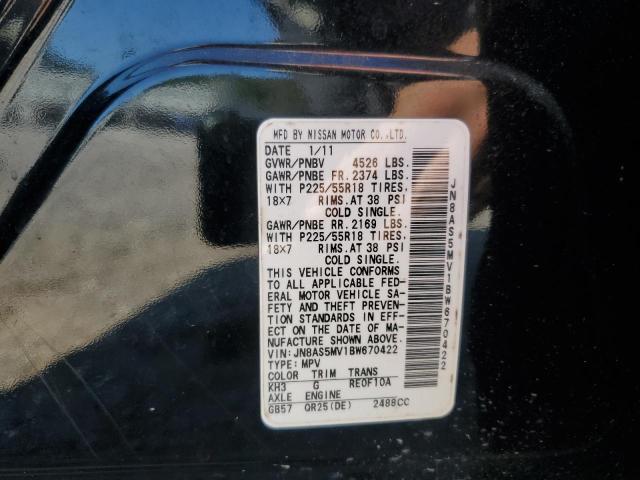 MFD BY NISSAN MOTOR CO.,LTD.
DATE 1/11
GVWR/PNBV 4526 LBS.
GAWR/PNBE FR. 2374 LBS.
WITH P225/55R18 TIRES,
18×7 RIMS.AT 38 PSI
COLD SINGLE.
GAWR/PNBE RR. 2169 LBS.
WITH P225/55R18 TIRES,
18×7 RIMS.AT 38 PSI
COLD SINGLE.
THIS VEHICLE CONFORMS
TO ALL APPLICABLE FED-
ERAL MOTOR VEHICLE SA-
FETY AND THEFT PREVEN-
TION STANDARDS IN EFF-
ECT ON THE DATE OF MA-
NUFACTURE SHOWN ABOVE.
VIN:JN8AS5MV1BW670422
TYPE:MPV
COLOR TRIM TRANS
KH3 G RE0F10A
AXLE ENGINE
GB57 QR25(DE) 2488CC
JN8AS5MV1BW670422